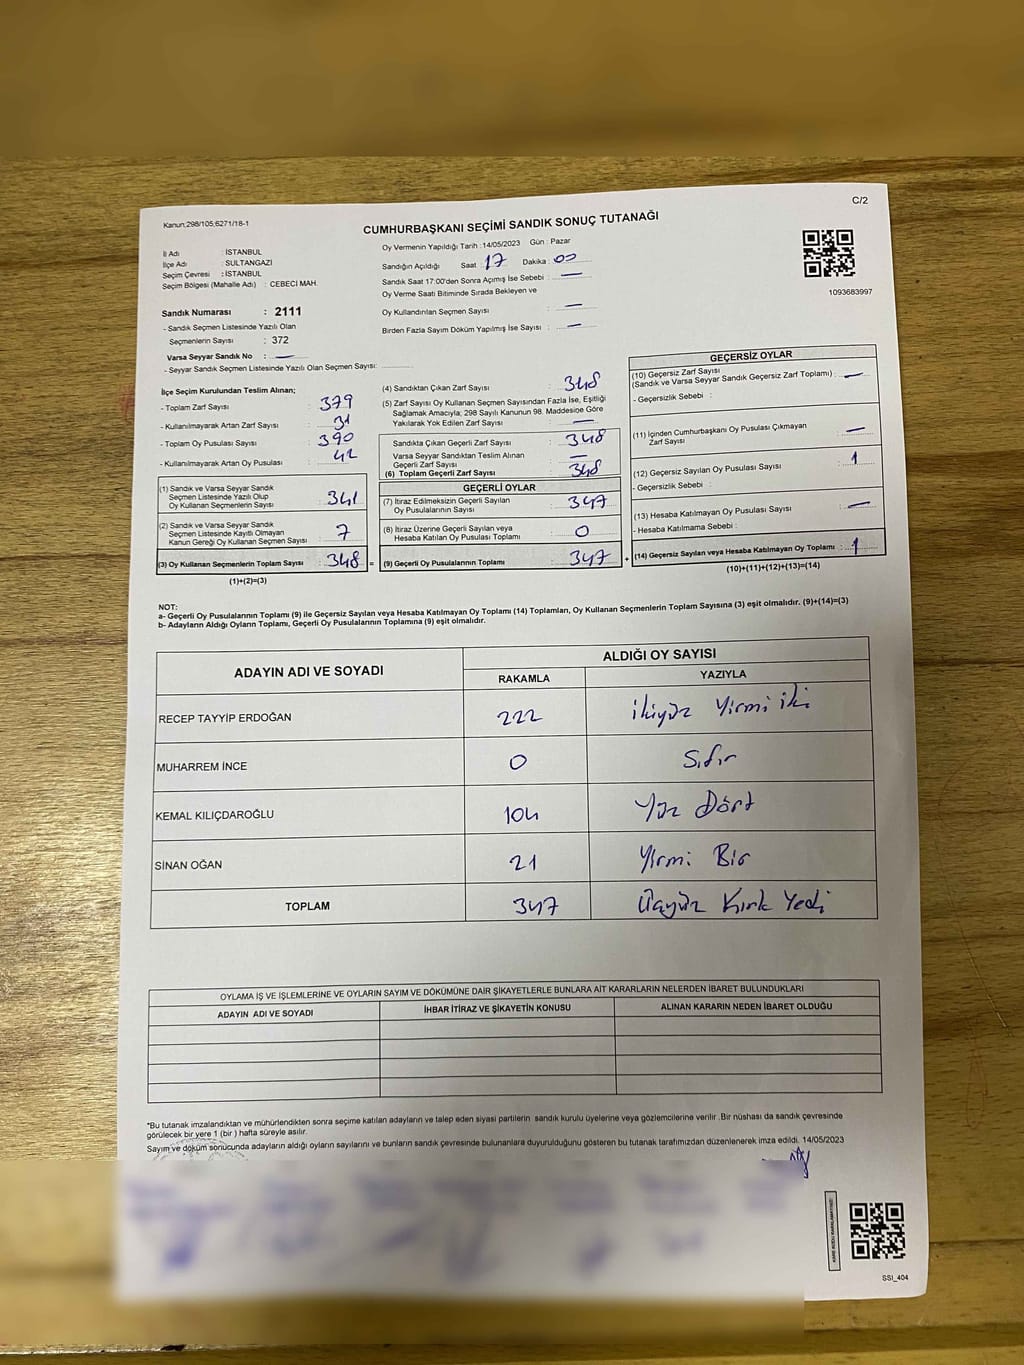 Kanun;298/105;6271/18-1
C/2
CUMHURBAŞKANI SEÇİMİ SANDIK SONUÇ TUTANAĞI
İl Adı : İSTANBUL
İlçe Adı : SULTANGAZI
Seçim Çevresi : İSTANBUL
Seçim Bölgesi (Mahalle Adı) : CEBECİ MAH.
Oy Vermenin Yapıldığı Tarih :14/05/2023 Gün : Pazar
Sandığın Açıldığı Saat : 17 Dakika : 00
Sandık Saat 17:00'den Sonra Açımış İse Sebebi : —
Oy Verme Saati Bitiminde Sırada Bekleyen ve
Oy Kullandırılan Seçmen Sayısı : —
Birden Fazla Sayım Döküm Yapılmış İse Sayısı : —
1093683997
Sandık Numarası : 2111
- Sandık Seçmen Listesinde Yazılı Olan
Seçmenlerin Sayısı : 372
Varsa Seyyar Sandık No : —
- Seyyar Sandık Seçmen Listesinde Yazılı Olan Seçmen Sayısı:
İlçe Seçim Kurulundan Teslim Alınan;
- Toplam Zarf Sayısı : 379
- Kullanılmayarak Artan Zarf Sayısı : 31
- Toplam Oy Pusulası Sayısı : 390
- Kullanılmayarak Artan Oy Pusulası : 42
(1) Sandık ve Varsa Seyyar Sandık
Seçmen Listesinde Yazılı Olup
Oy Kullanan Seçmenlerin Sayısı : 341
(2) Sandık ve Varsa Seyyar Sandık
Seçmen Listesinde Kayıtlı Olmayan
Kanun Gereği Oy Kullanan Seçmen Sayısı : 7
(3) Oy Kullanan Seçmenlerin Toplam Sayısı : 348 =
(1)+(2)=(3)
(4) Sandıktan Çıkan Zarf Sayısı : 348
(5) Zarf Sayısı Oy Kullanan Seçmen Sayısından Fazla İse, Eşitliği
Sağlamak Amacıyla; 298 Sayılı Kanunun 98. Maddesine Göre
Yakılarak Yok Edilen Zarf Sayısı : —
Sandıkta Çıkan Geçerli Zarf Sayısı : 348
Varsa Seyyar Sandıktan Teslim Alınan
Geçerli Zarf Sayısı : —
(6) Toplam Geçerli Zarf Sayısı : 348
GEÇERLİ OYLAR
(7) İtiraz Edilmeksizin Geçerli Sayılan
Oy Pusulalarının Sayısı : 347
(8) İtiraz Üzerine Geçerli Sayılan veya
Hesaba Katılan Oy Pusulası Toplamı : 0
(9) Geçerli Oy Pusulalarının Toplamı : 347 +
GEÇERSİZ OYLAR
(10) Geçersiz Zarf Sayısı
(Sandık ve Varsa Seyyar Sandık Geçersiz Zarf Toplamı) : —
- Geçersizlik Sebebi :
(11) İçinden Cumhurbaşkanı Oy Pusulası Çıkmayan
Zarf Sayısı : —
(12) Geçersiz Sayılan Oy Pusulası Sayısı : 1
- Geçersizlik Sebebi :
(13) Hesaba Katılmayan Oy Pusulası Sayısı : —
- Hesaba Katılmama Sebebi :
(14) Geçersiz Sayılan veya Hesaba Katılmayan Oy Toplamı : 1
(10)+(11)+(12)+(13)=(14)
NOT:
a- Geçerli Oy Pusulalarının Toplamı (9) ile Geçersiz Sayılan veya Hesaba Katılmayan Oy Toplamı (14) Toplamları, Oy Kullanan Seçmenlerin Toplam Sayısına (3) eşit olmalıdır. (9)+(14)=(3)
b- Adayların Aldığı Oyların Toplamı, Geçerli Oy Pusulalarının Toplamına (9) eşit olmalıdır.
ADAYIN ADI VE SOYADI
ALDIĞI OY SAYISI
RAKAMLA YAZIYLA
RECEP TAYYİP ERDOĞAN 222 ikiyüz Yirmi iki
MUHARREM İNCE 0 Sıfır
KEMAL KILIÇDAROĞLU 104 Yüz Dört
SİNAN OĞAN 21 Yirmi Bir
TOPLAM 347 Üçyüz Kırk Yedi
OYLAMA İŞ VE İŞLEMLERİNE VE OYLARIN SAYIM VE DÖKÜMÜNE DAİR ŞİKAYETLERLE BUNLARA AİT KARARLARIN NELERDEN İBARET BULUNDUKLARI
ADAYIN ADI VE SOYADI İHBAR İTİRAZ VE ŞİKAYETİN KONUSU ALINAN KARARIN NEDEN İBARET OLDUĞU
*Bu tutanak imzalandıktan ve mühürlendikten sonra seçime katılan adayların ve talep eden siyasi partilerin sandık kurulu üyelerine veya gözlemcilerine verilir .Bir nüshası da sandık çevresinde
görülecek bir yere 1 (bir ) hafta süreyle asılır.
Sayım ve döküm sonucunda adayların aldığı oyların sayılarını ve bunların sandık çevresinde bulunanlara duyurulduğunu gösteren bu tutanak tarafımızdan düzenlenerek imza edildi. 14/05/2023
SSI_404